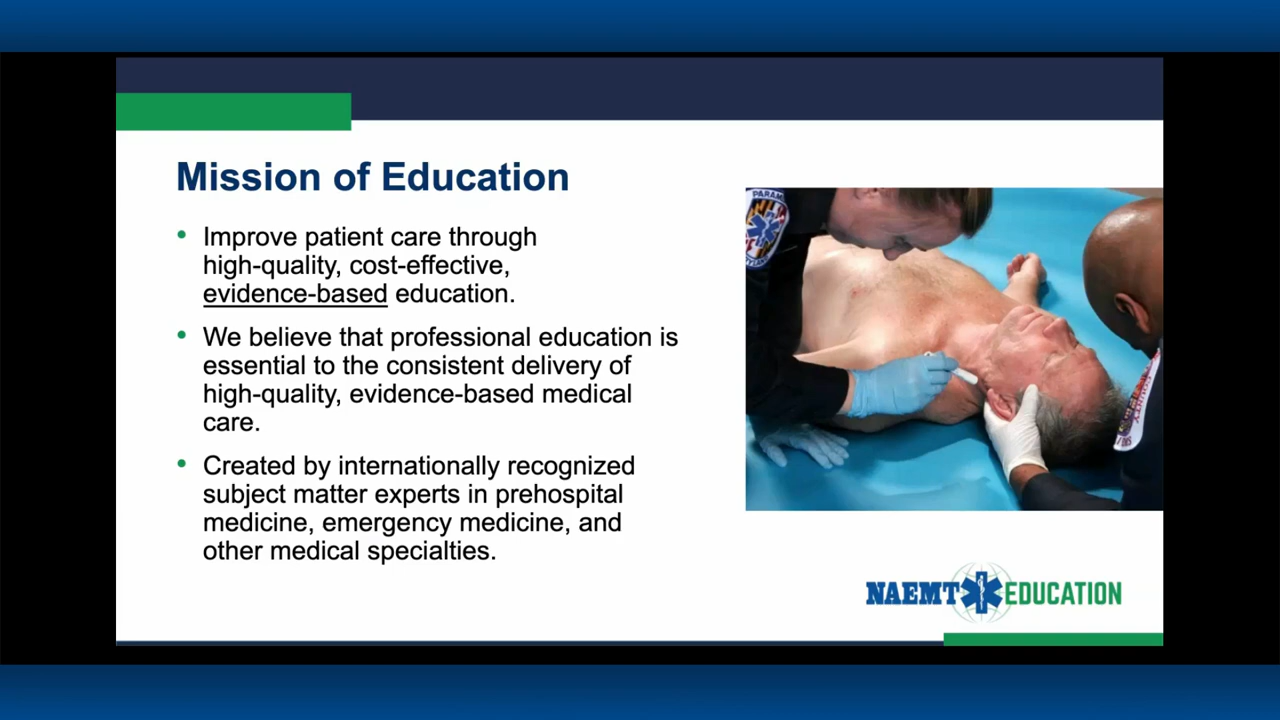 Mission of Education
• Improve patient care through
high-quality, cost-effective,
evidence-based education.
• We believe that professional education is
essential to the consistent delivery of
high-quality, evidence-based medical
care.
• Created by internationally recognized
subject matter experts in prehospital
medicine, emergency medicine, and
other medical specialties.
PARAM
NAEMT EDUCATION